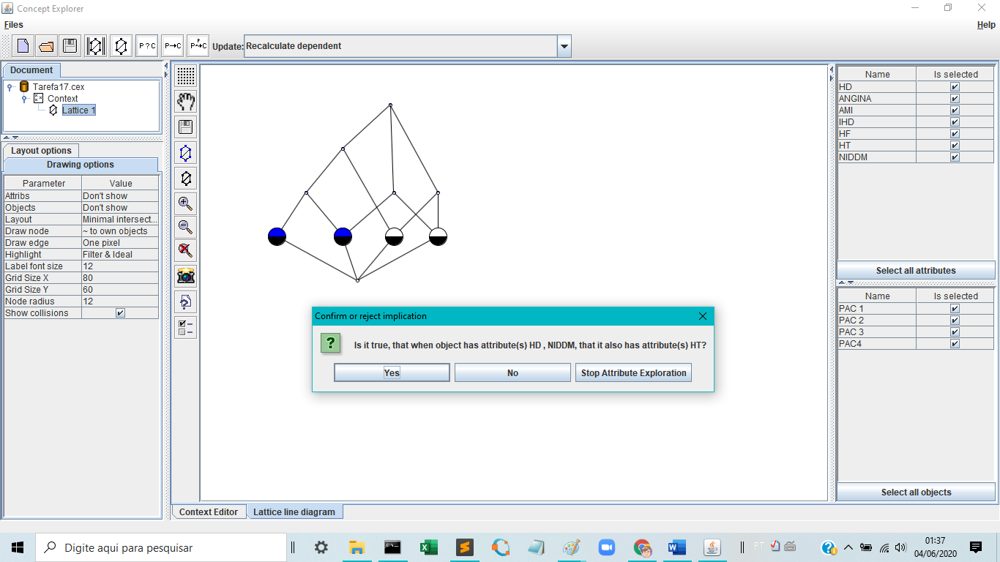 Concept Explorer
Files
Help
P ? C
P→C
P P→C
Update:
Recalculate dependent
Document
Tarefa17.cex
Context
Lattice 1
Layout options
Drawing options
Parameter Value
Attribs Don't show
Objects Don't show
Layout Minimal intersect...
Draw node ~ to own objects
Draw edge One pixel
Highlight Filter & Ideal
Label font size 12
Grid Size X 80
Grid Size Y 60
Node radius 12
Show collisions
Name Is selected
HD
ANGINA
AMI
IHD
HF
HT
NIDDM
Select all attributes
Name Is selected
PAC 1
PAC 2
PAC 3
PAC4
Select all objects
Confirm or reject implication
? Is it true, that when object has attribute(s) HD , NIDDM, that it also has attribute(s) HT?
Yes No Stop Attribute Exploration
Context Editor Lattice line diagram
Digite aqui para pesquisar
PT
01:37
04/06/2020